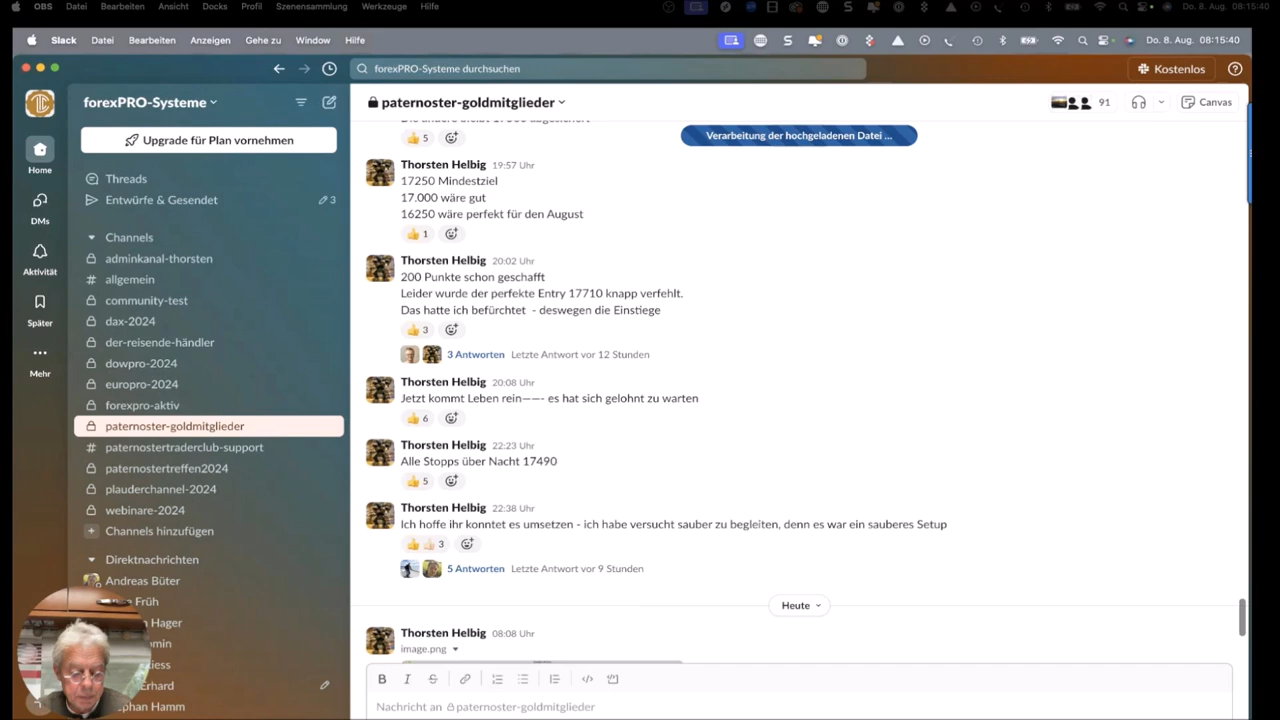 OBS Datei Bearbeiten Ansicht Docks Profil Szenensammlung Werkzeuge Hilfe Do. 8. Aug. 08:15:40
Slack Datei Bearbeiten Anzeigen Gehe zu Window Hilfe Do. 8. Aug. 08:15:40
forexPRO-Systeme durchsuchen
Kostenlos
forexPRO-Systeme
Upgrade für Plan vornehmen
Home
DMs
Aktivität
Später
Mehr
Threads
Entwürfe & Gesendet 3
Channels
adminkanal-thorsten
allgemein
community-test
dax-2024
der-reisende-händler
dowpro-2024
europro-2024
forexpro-aktiv
paternoster-goldmitglieder
paternostertraderclub-support
paternostertreffen2024
plauderchannel-2024
webinare-2024
Channels hinzufügen
Direktnachrichten
Andreas Büter
Früh
Hager
Erhard
phan Hamm
paternoster-goldmitglieder
91
Canvas
Verarbeitung der hochgeladenen Datei ...
5
Thorsten Helbig 19:57 Uhr
17250 Mindestziel
17.000 wäre gut
16250 wäre perfekt für den August
1
Thorsten Helbig 20:02 Uhr
200 Punkte schon geschafft
Leider wurde der perfekte Entry 17710 knapp verfehlt.
Das hatte ich befürchtet - deswegen die Einstiege
3
3 Antworten Letzte Antwort vor 12 Stunden
Thorsten Helbig 20:08 Uhr
Jetzt kommt Leben rein——- es hat sich gelohnt zu warten
6
Thorsten Helbig 22:23 Uhr
Alle Stopps über Nacht 17490
5
Thorsten Helbig 22:38 Uhr
Ich hoffe ihr konntet es umsetzen - ich habe versucht sauber zu begleiten, denn es war ein sauberes Setup
3
5 Antworten Letzte Antwort vor 9 Stunden
Heute
Thorsten Helbig 08:08 Uhr
image.png
B I S
Nachricht an paternoster-goldmitglieder